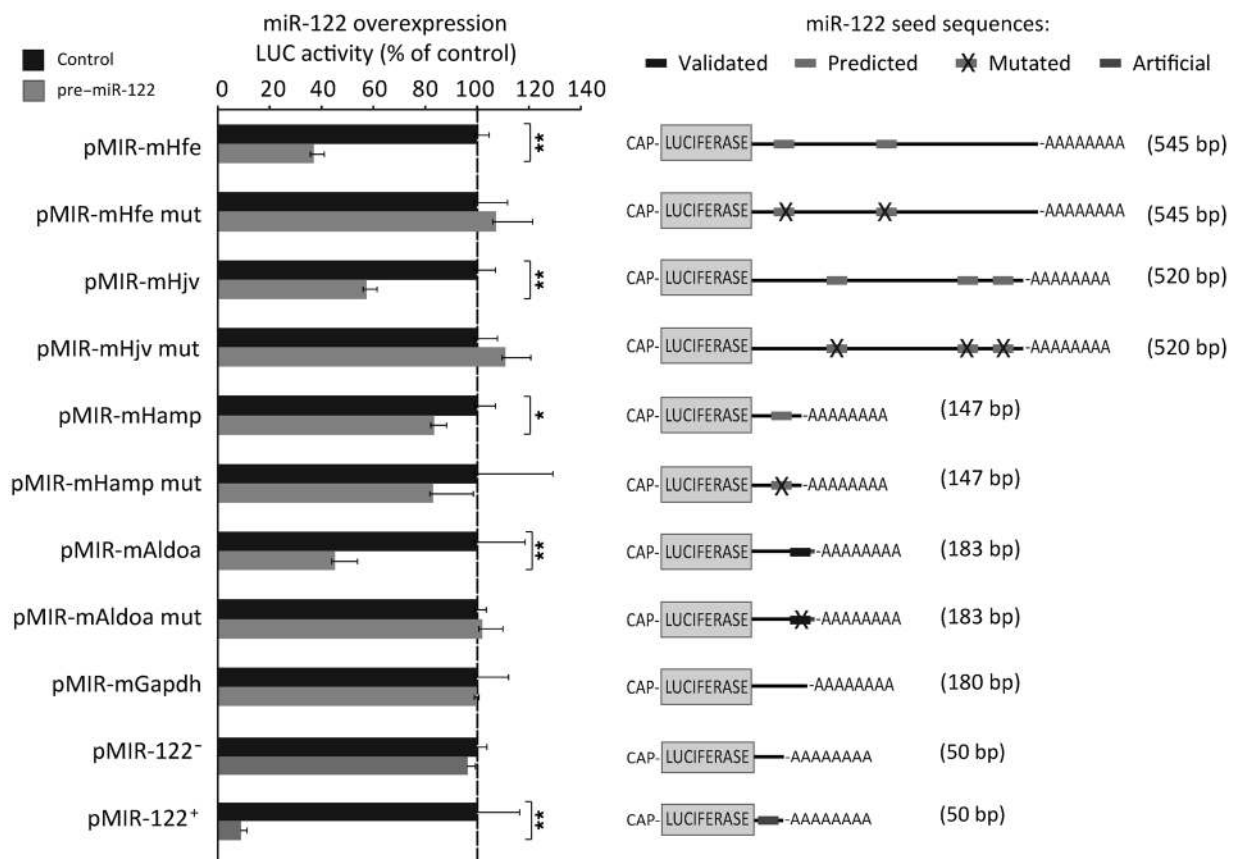 miR-122 overexpression
LUC activity (% of control)
miR-122 seed sequences:
Control
pre-miR-122
Validated Predicted Mutated Artificial
0 20 40 60 80 100 120 140
pMIR-mHfe ** CAP- LUCIFERASE -AAAAAAAA (545 bp)
pMIR-mHfe mut CAP- LUCIFERASE X X -AAAAAAAA (545 bp)
pMIR-mHjv ** CAP- LUCIFERASE -AAAAAAAA (520 bp)
pMIR-mHjv mut CAP- LUCIFERASE X X X -AAAAAAAA (520 bp)
pMIR-mHamp * CAP- LUCIFERASE -AAAAAAAA (147 bp)
pMIR-mHamp mut CAP- LUCIFERASE X -AAAAAAAA (147 bp)
pMIR-mAldoa ** CAP- LUCIFERASE -AAAAAAAA (183 bp)
pMIR-mAldoa mut CAP- LUCIFERASE X -AAAAAAAA (183 bp)
pMIR-mGapdh CAP- LUCIFERASE -AAAAAAAA (180 bp)
pMIR-122⁻ CAP- LUCIFERASE -AAAAAAAA (50 bp)
pMIR-122⁺ ** CAP- LUCIFERASE -AAAAAAAA (50 bp)